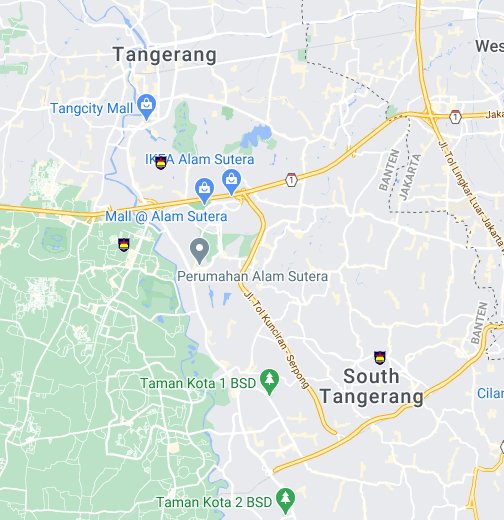 Tangerang
Wes
Tangcity Mall
1
Jaka
IKEA Alam Sutera
BANTEN
JAKARTA
Jl. Tol Lingkar Luar Jakarta
1
Mall @ Alam Sutera
Perumahan Alam Sutera
Jl. Tol Kunciran - Serpong
BANTEN
South
Tangerang
Taman Kota 1 BSD
Cilan
Taman Kota 2 BSD